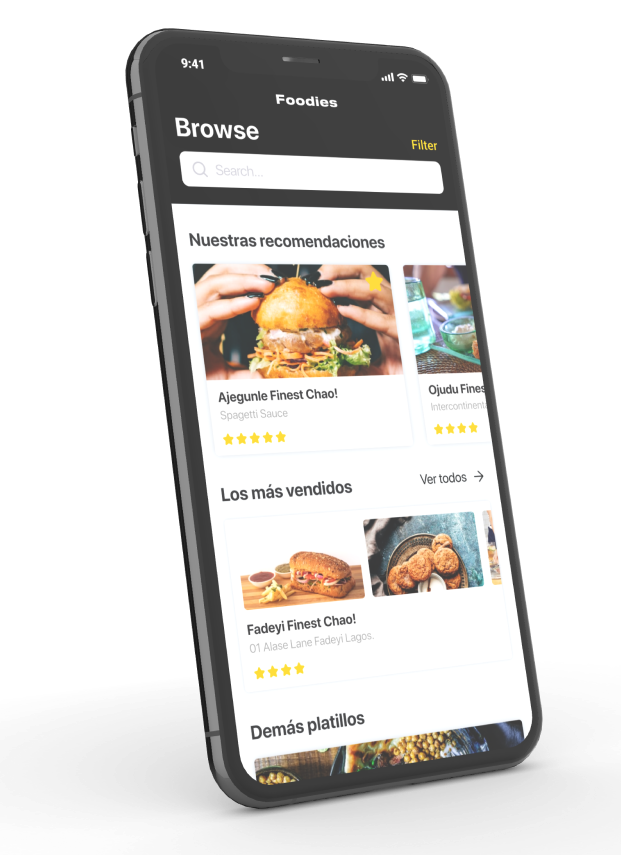 9:41
Foodies
Browse
Filter
Search...
Nuestras recomendaciones
Ajegunle Finest Chao!
Spagetti Sauce
Ojudu Fines
Intercontinent
Los más vendidos
Ver todos →
Fadeyi Finest Chao!
01 Alase Lane Fadeyi Lagos.
Demás platillos